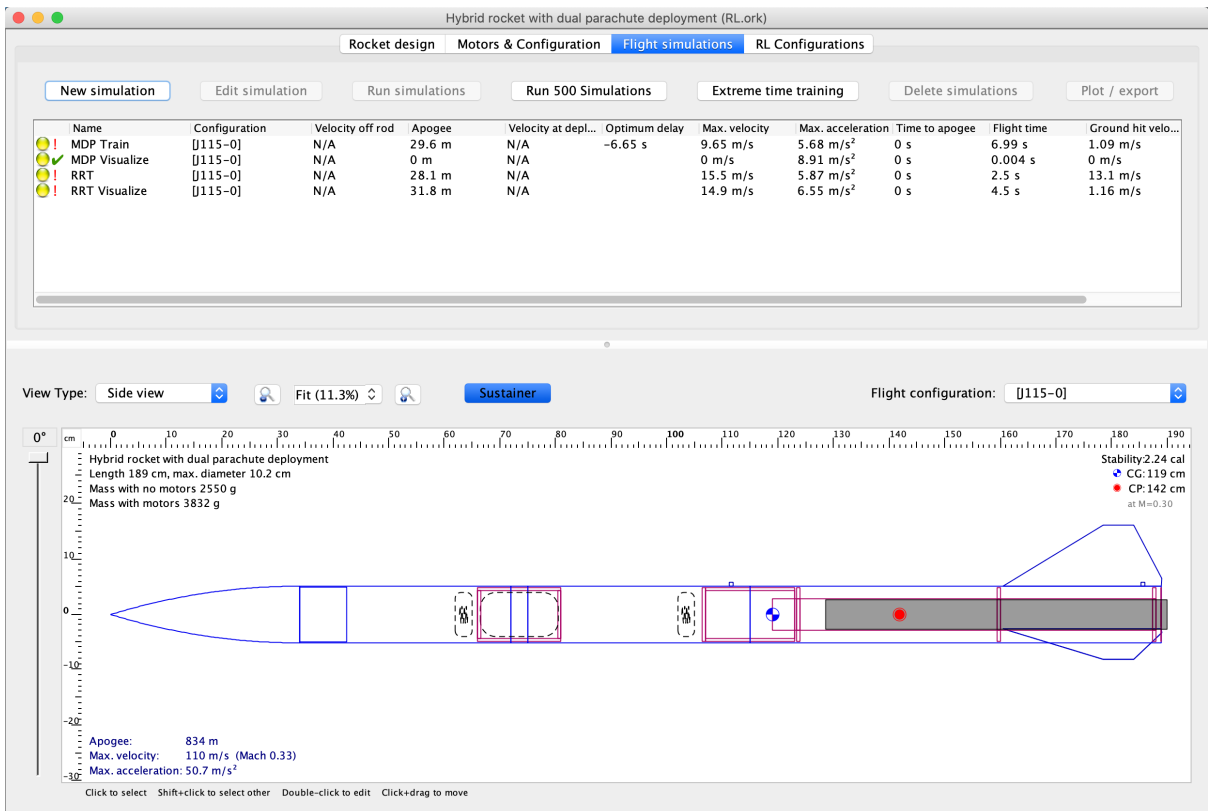 Hybrid rocket with dual parachute deployment (RL.ork)
Rocket design Motors & Configuration Flight simulations RL Configurations
New simulation Edit simulation Run simulations Run 500 Simulations Extreme time training Delete simulations Plot / export
Name Configuration Velocity off rod Apogee Velocity at depl... Optimum delay Max. velocity Max. acceleration Time to apogee Flight time Ground hit velo...
! MDP Train [J115-0] N/A 29.6 m N/A -6.65 s 9.65 m/s 5.68 m/s² 0 s 6.99 s 1.09 m/s
MDP Visualize [J115-0] N/A 0 m N/A 0 m/s 8.91 m/s² 0 s 0.004 s 0 m/s
! RRT [J115-0] N/A 28.1 m N/A 15.5 m/s 5.87 m/s² 0 s 2.5 s 13.1 m/s
! RRT Visualize [J115-0] N/A 31.8 m N/A 14.9 m/s 6.55 m/s² 0 s 4.5 s 1.16 m/s
View Type: Side view Fit (11.3%) Sustainer Flight configuration: [J115-0]
0° cm 0 10 20 30 40 50 60 70 80 90 100 110 120 130 140 150 160 170 180 190
Hybrid rocket with dual parachute deployment Stability:2.24 cal
Length 189 cm, max. diameter 10.2 cm CG:119 cm
Mass with no motors 2550 g CP:142 cm
20 Mass with motors 3832 g at M=0.30
10
0
-10
-20
Apogee: 834 m
Max. velocity: 110 m/s (Mach 0.33)
-30 Max. acceleration: 50.7 m/s²
Click to select Shift+click to select other Double-click to edit Click+drag to move